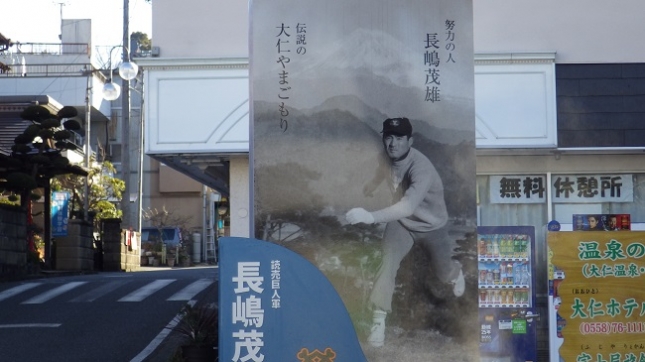 努力の人
長嶋茂雄
伝説の
大仁やまごもり
読売巨人軍
長嶋茂
無料休憩所
温泉の
(大仁温泉・
大仁ホテル
(0558)76-111